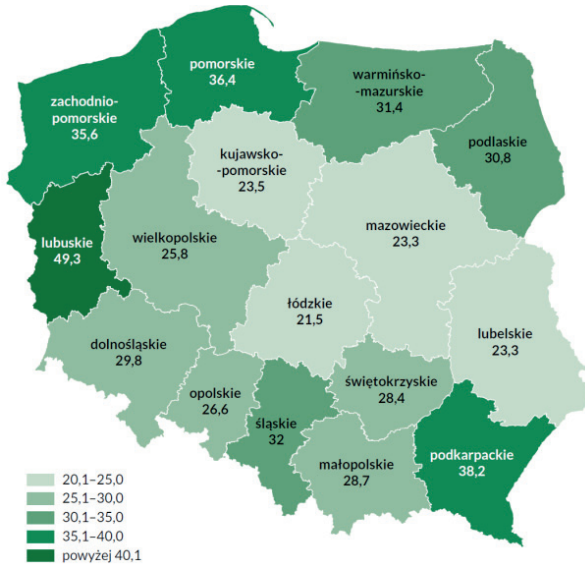 pomorskie
36,4
warmińsko-
-mazurskie
31,4
zachodnio-
pomorskie
35,6
podlaskie
30,8
kujawsko-
-pomorskie
23,5
mazowieckie
23,3
wielkopolskie
25,8
lubuskie
49,3
łódzkie
21,5
lubelskie
23,3
dolnośląskie
29,8
świętokrzyskie
28,4
opolskie
26,6
śląskie
32
małopolskie
28,7
podkarpackie
38,2
20,1–25,0
25,1–30,0
30,1–35,0
35,1–40,0
powyżej 40,1